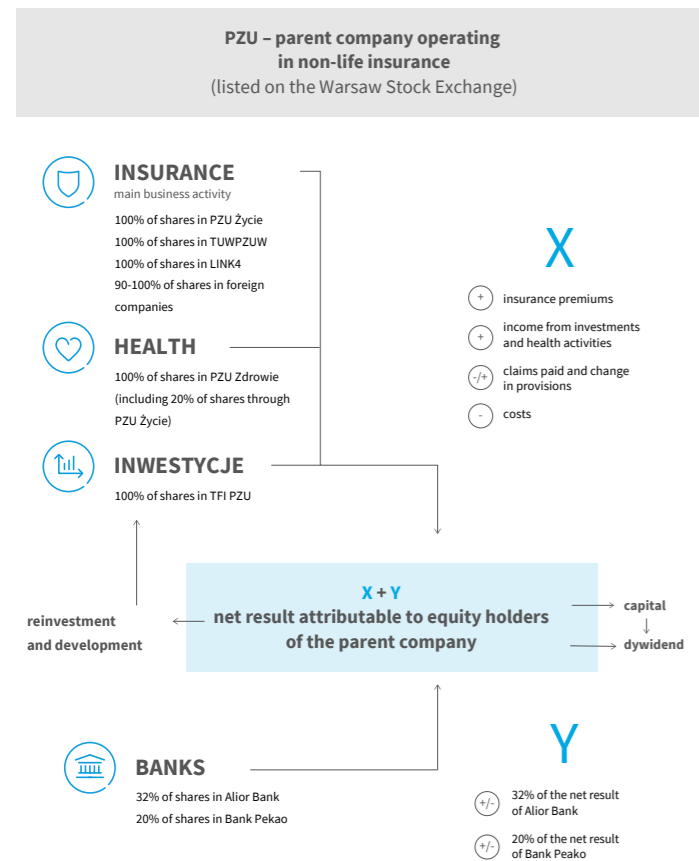 PZU – parent company operating
in non-life insurance
(listed on the Warsaw Stock Exchange)
INSURANCE
main business activity
100% of shares in PZU Życie
100% of shares in TUWPZUW
100% of shares in LINK4
90-100% of shares in foreign
companies
HEALTH
100% of shares in PZU Zdrowie
(including 20% of shares through
PZU Życie)
INWESTYCJE
100% of shares in TFI PZU
X
+ insurance premiums
+ income from investments
and health activities
-/+ claims paid and change
in provisions
- costs
X + Y
net result attributable to equity holders
of the parent company
reinvestment
and development
capital
dywidend
BANKS
32% of shares in Alior Bank
20% of shares in Bank Pekao
Y
+/- 32% of the net result
of Alior Bank
+/- 20% of the net result
of Bank Peako